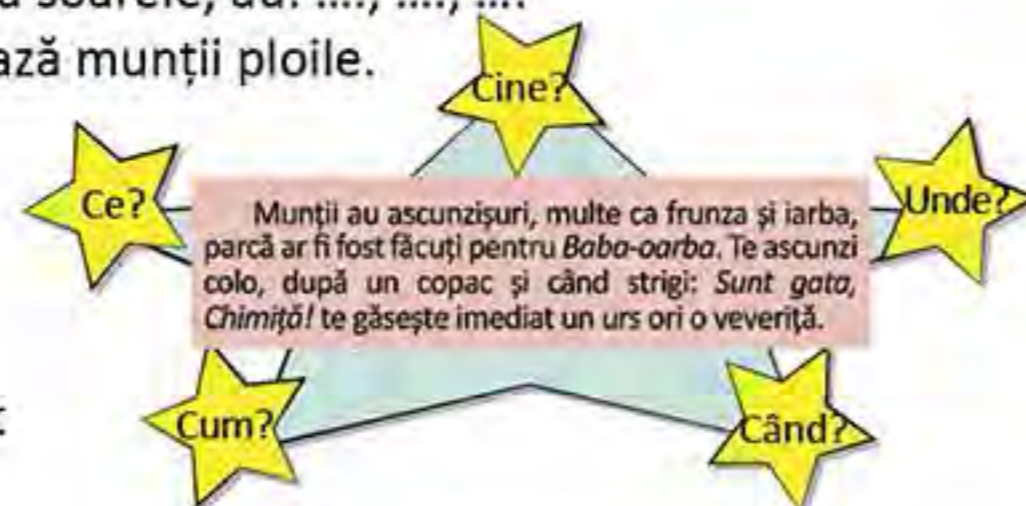 soarele, au: ...., ...., ....
munții ploile.
Cine?
Ce?
Unde?
Munții au ascunzișuri, multe ca frunza și iarba,
parcă ar fi fost făcuți pentru Baba-oarba. Te ascunzi
colo, după un copac și când strigi: Sunt gata,
Chimiță! te găsește imediat un urs ori o veveriță.
Cum?
Când?